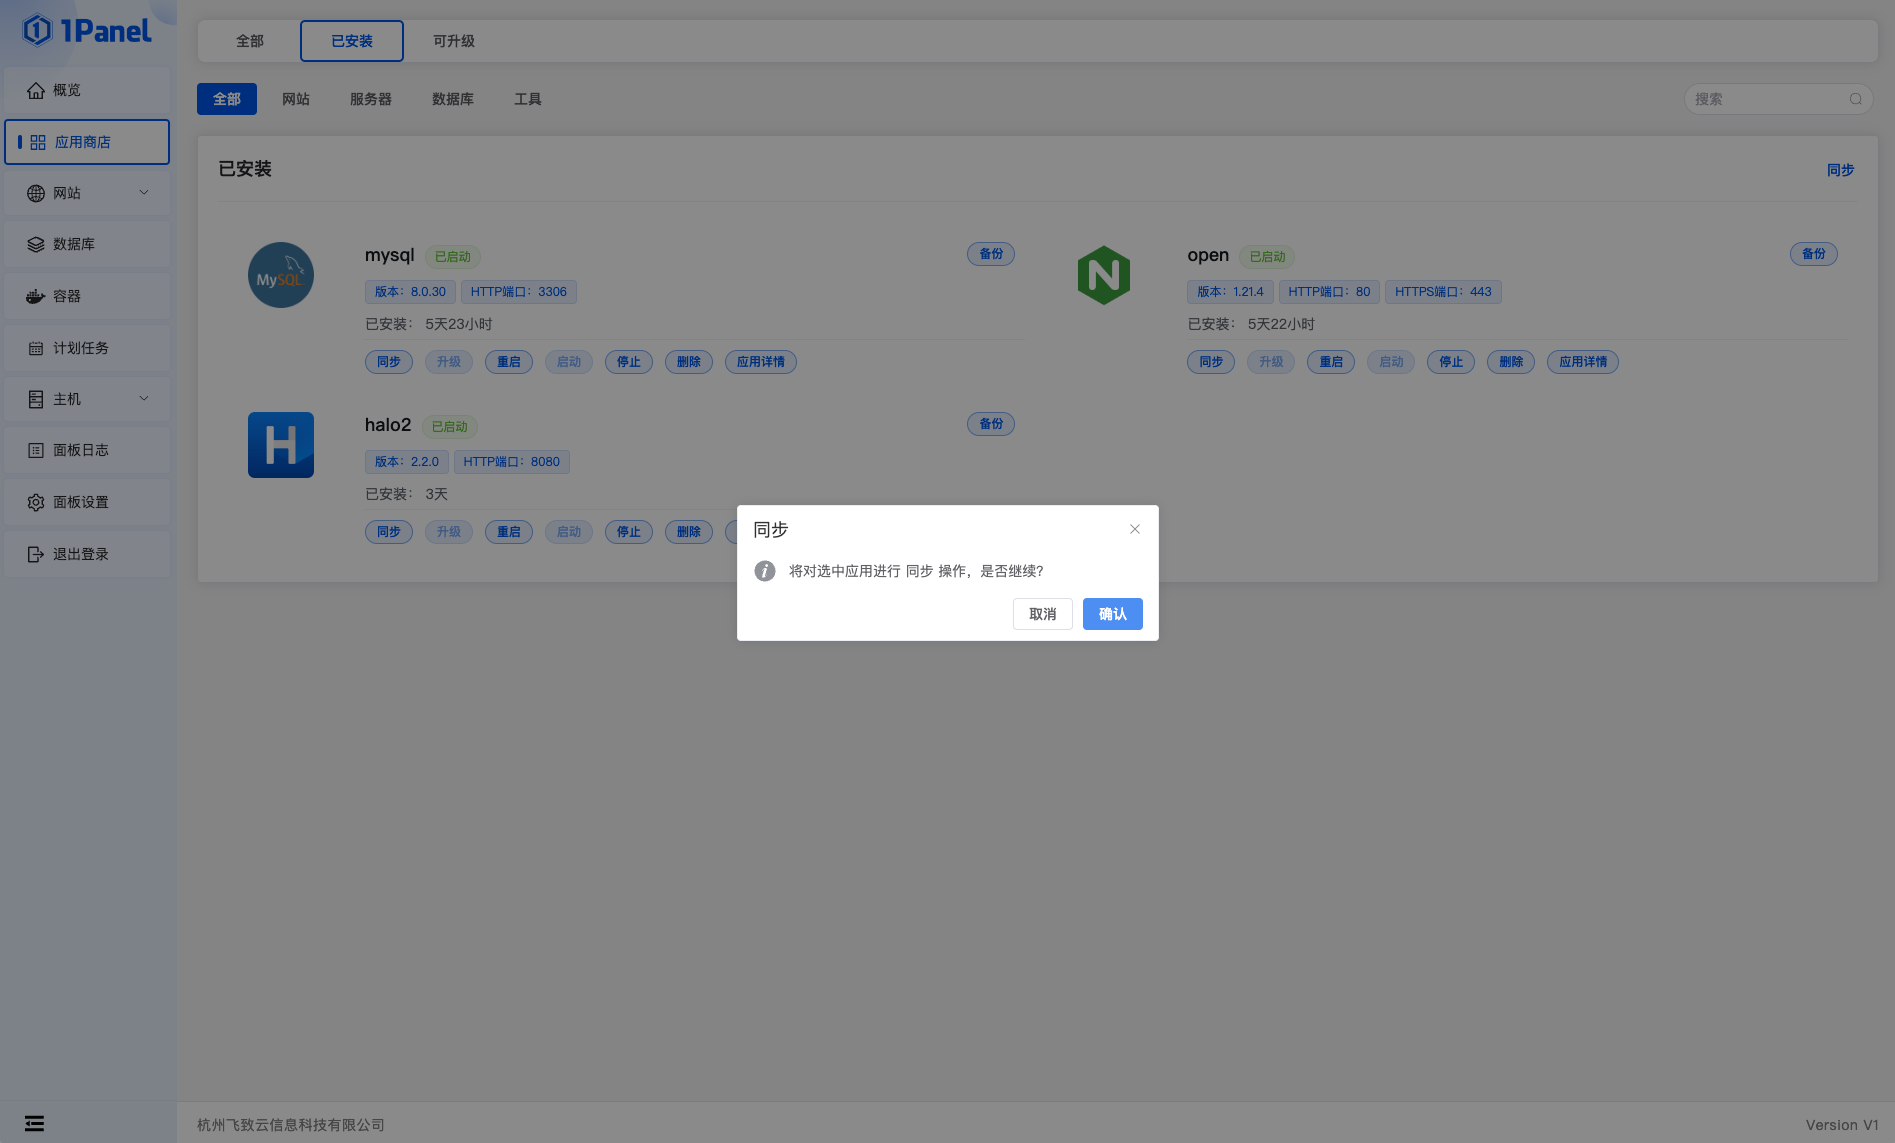 1Panel
概览
应用商店
网站
数据库
容器
计划任务
主机
面板日志
面板设置
退出登录
全部 已安装 可升级
全部 网站 服务器 数据库 工具
搜索
已安装
同步
MySQL
mysql 已启动
备份
版本：8.0.30 HTTP端口：3306
已安装： 5天23小时
同步 升级 重启 启动 停止 删除 应用详情
N
open 已启动
备份
版本：1.21.4 HTTP端口：80 HTTPS端口：443
已安装： 5天22小时
同步 升级 重启 启动 停止 删除 应用详情
H
halo2 已启动
备份
版本：2.2.0 HTTP端口：8080
已安装： 3天
同步 升级 重启 启动 停止 删除
同步
将对选中应用进行 同步 操作，是否继续?
取消 确认
杭州飞致云信息科技有限公司
Version V1